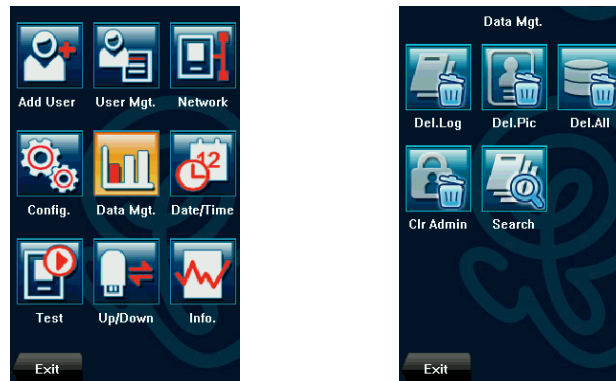 Add User User Mgt. Network
Config. Data Mgt. 12 Date/Time
Test Up/Down Info.
Exit
Data Mgt.
Del.Log Del.Pic Del.All
Clr Admin Search
Exit